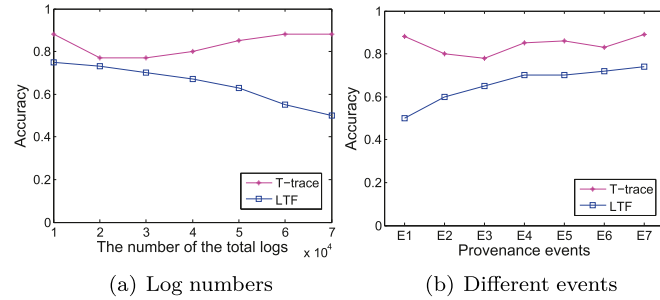 1
0.8
0.6
0.4
0.2
0
Accuracy
1 2 3 4 5 6 7
The number of the total logs
x 10^4
T-trace
LTF
(a) Log numbers
1
0.8
0.6
0.4
0.2
0
Accuracy
E1 E2 E3 E4 E5 E6 E7
Provenance events
T-trace
LTF
(b) Different events